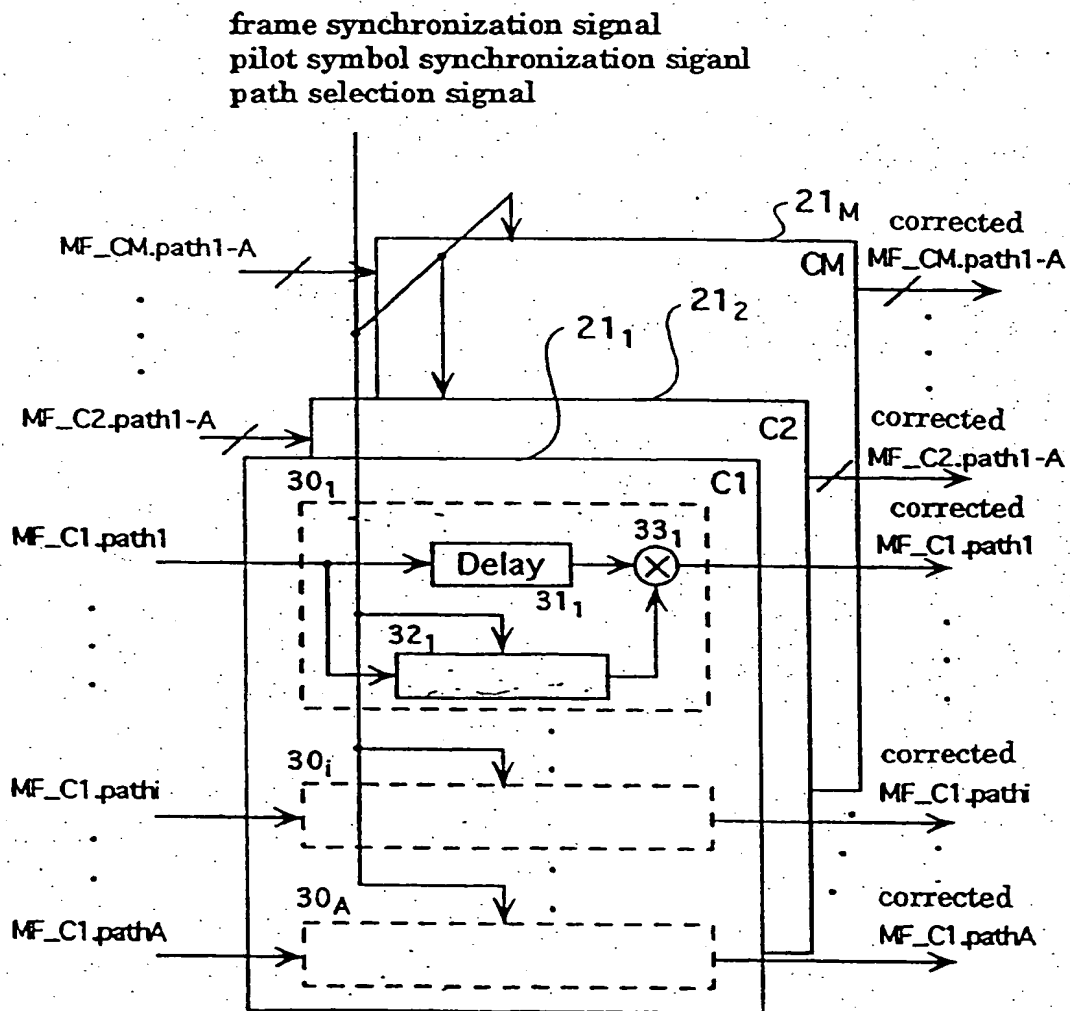 frame synchronization signal
pilot symbol synchronization siganl
path selection signal
21M
corrected
MF_CM.path1-A
CM
MF_CM.path1-A
21₁
21₂
MF_C2.path1-A
C2
corrected
MF_C2.path1-A
30₁
C1
corrected
MF_C1.path1
Delay
33₁
MF_C1.path1
31₁
32₁
30i
corrected
MF_C1.pathi
MF_C1.pathi
30A
corrected
MF_C1.pathA
MF_C1.pathA